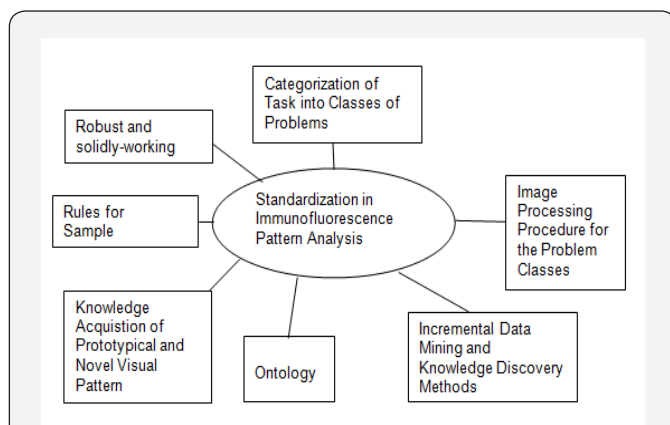 Categorization of
Task into Classes of
Problems
Robust and
solidly-working
Standardization in
Immunofluorescence
Pattern Analysis
Image
Processing
Procedure for
the Problem
Classes
Rules for
Sample
Knowledge
Acquistion of
Prototypical and
Novel Visual
Pattern
Ontology
Incremental Data
Mining and
Knowledge Discovery
Methods